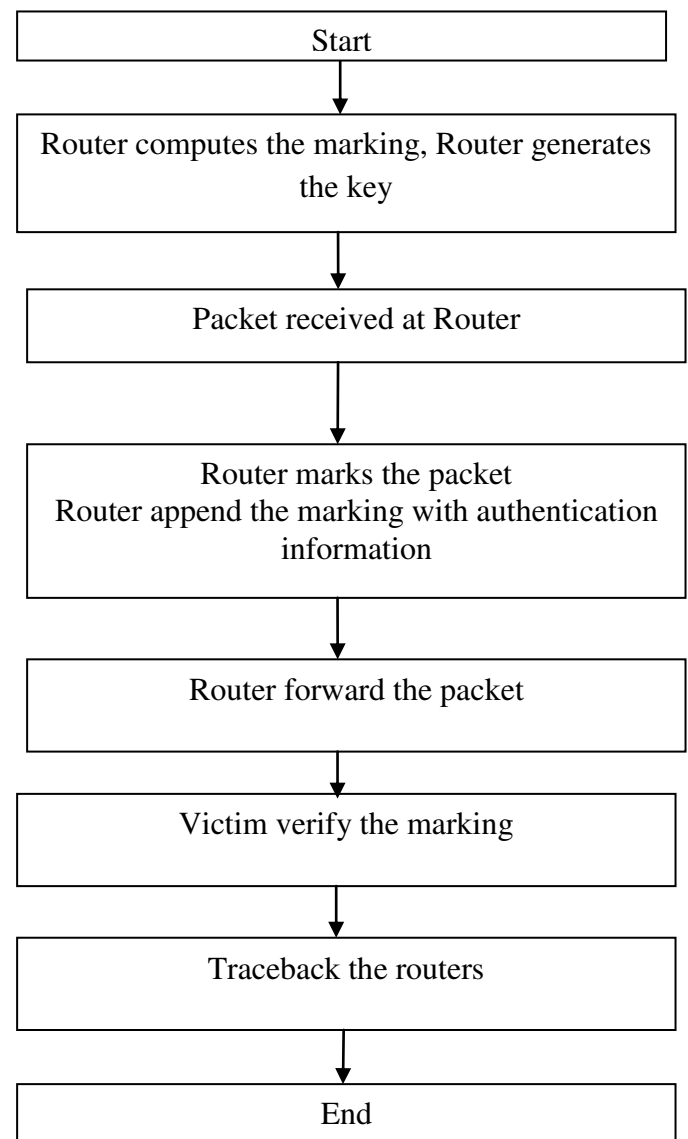 Start
Router computes the marking, Router generates
the key
Packet received at Router
Router marks the packet
Router append the marking with authentication
information
Router forward the packet
Victim verify the marking
Traceback the routers
End